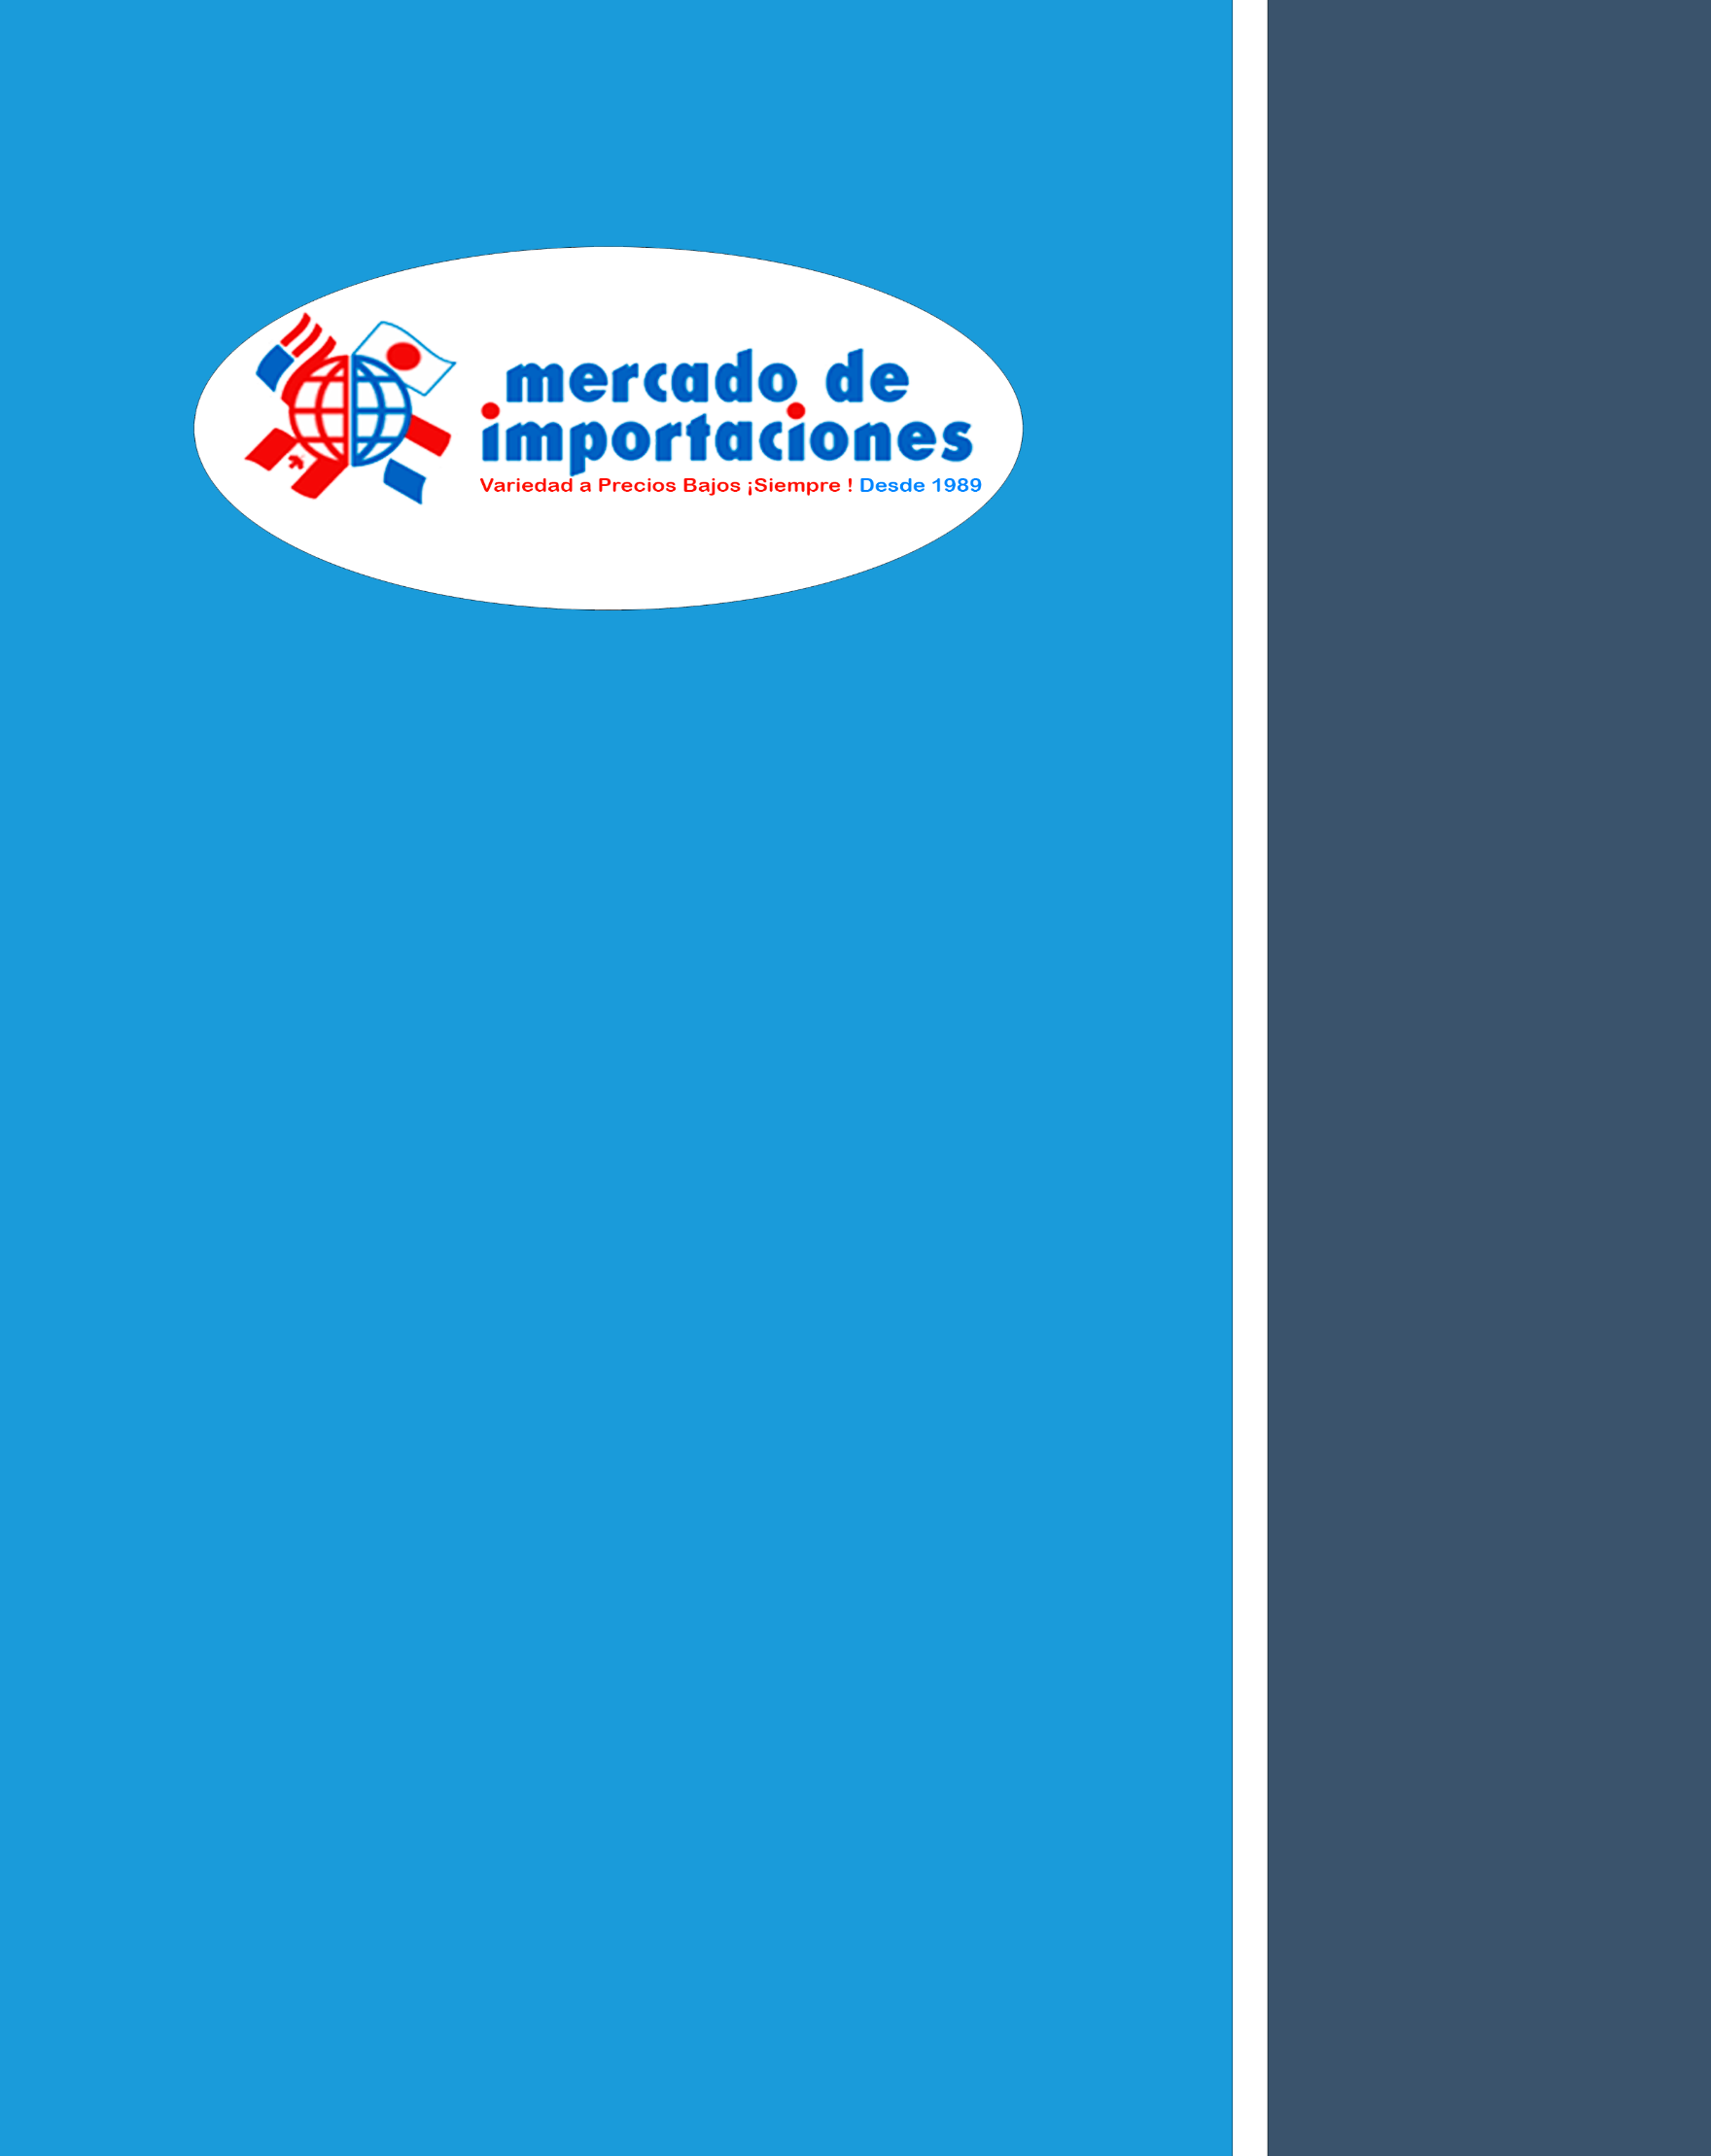 mercado de
importaciones
Variedad a Precios Bajos ¡Siempre ! Desde 1989